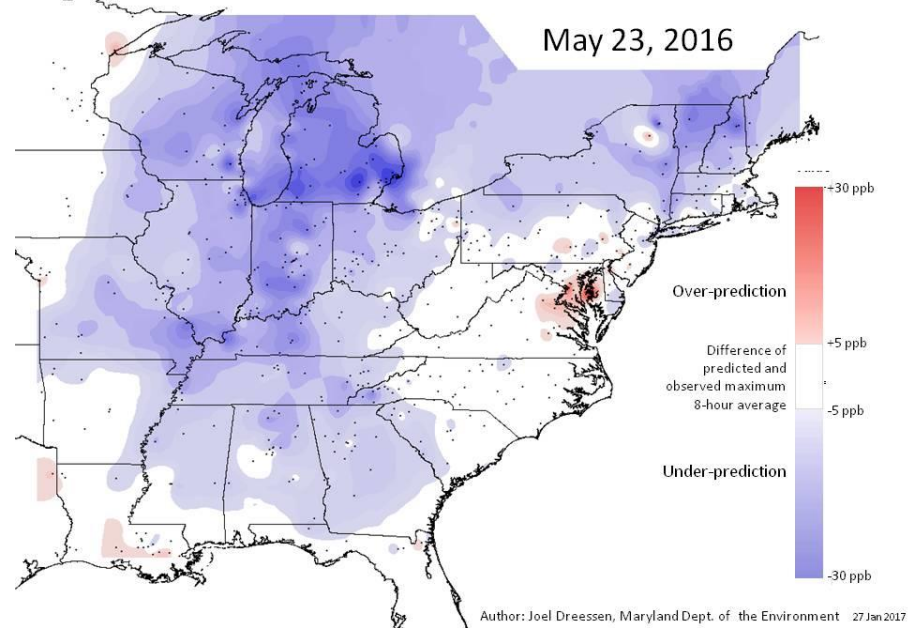 May 23, 2016
+30 ppb
Over-prediction
+5 ppb
Difference of
predicted and
observed maximum
8-hour average
-5 ppb
Under-prediction
-30 ppb
Author: Joel Dreessen, Maryland Dept. of the Environment 27 Jan 2017